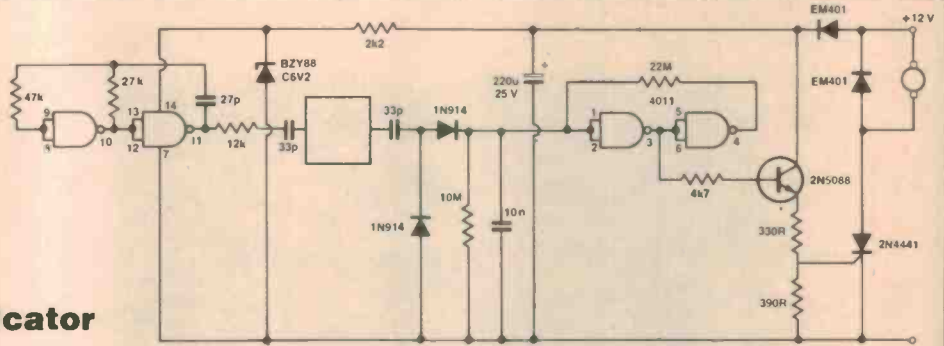 EM401
+12 V
2k2
BZY88
C6V2
27k
47k
27p
220u
25 V
+
22M
EM401
9
8
10
13
12
14
7
11
12k
33p
33p
1N914
1
2
3
4011
5
6
4
4k7
2N5088
1N914
10M
10n
330R
2N4441
390R
cator